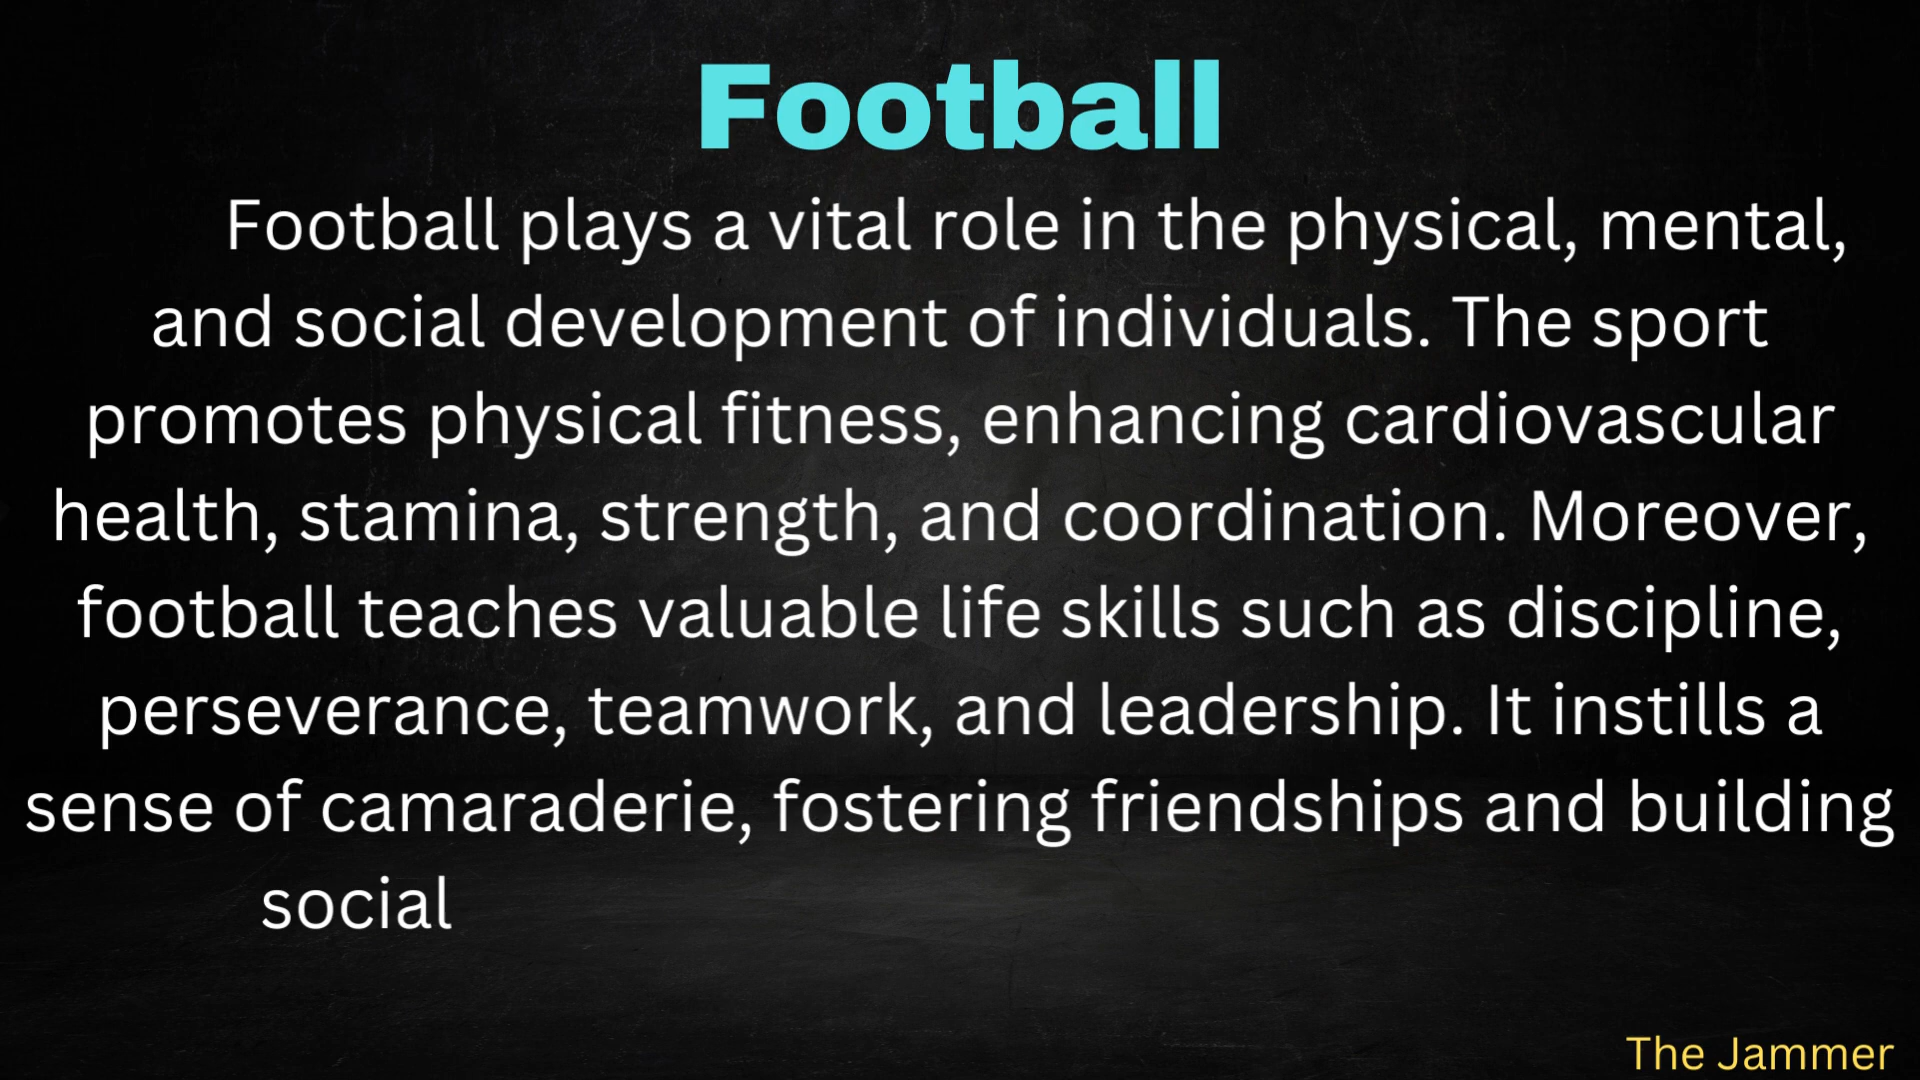 Football
Football plays a vital role in the physical, mental,
and social development of individuals. The sport
promotes physical fitness, enhancing cardiovascular
health, stamina, strength, and coordination. Moreover,
football teaches valuable life skills such as discipline,
perseverance, teamwork, and leadership. It instills a
sense of camaraderie, fostering friendships and building
social
The Jammer